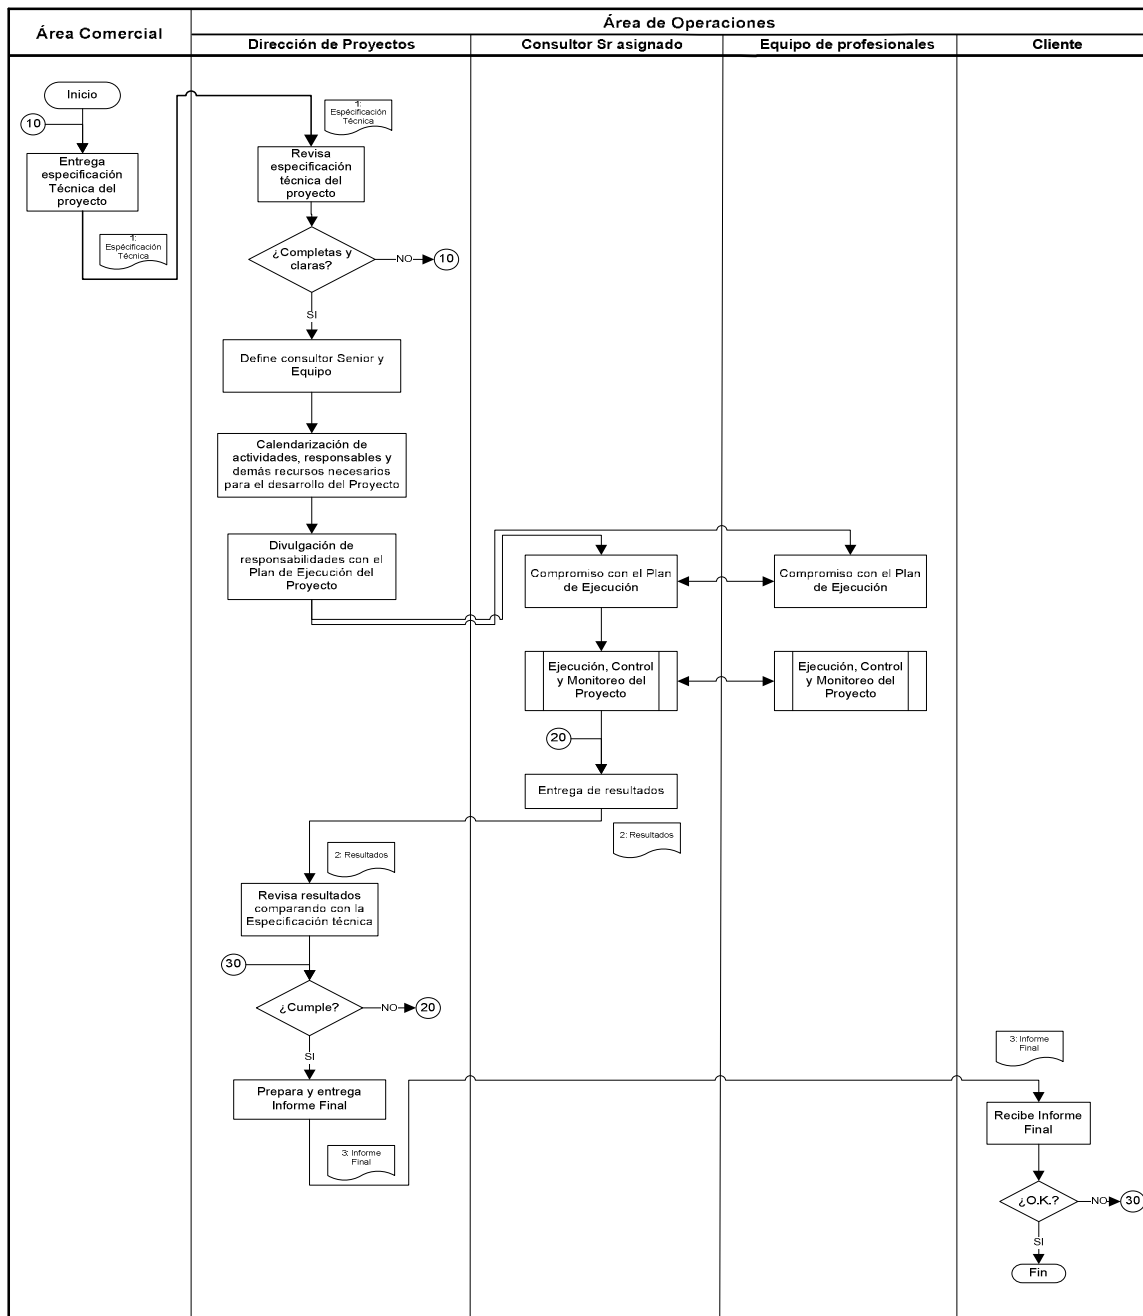 Área Comercial
Área de Operaciones
Dirección de Proyectos
Consultor Sr asignado
Equipo de profesionales
Cliente
Inicio
10
Entrega
especificación
Técnica del
proyecto
1:
Espécificación
Técnica
1:
Espécificación
Técnica
Revisa
especificación
técnica del
proyecto
¿Completas y
claras?
NO
10
SI
Define consultor Senior y
Equipo
Calendarización de
actividades, responsables y
demás recursos necesarios
para el desarrollo del Proyecto
Divulgación de
responsabilidades con el
Plan de Ejecución del
Proyecto
Compromiso con el Plan
de Ejecución
Compromiso con el Plan
de Ejecución
Ejecución, Control
y Monitoreo del
Proyecto
Ejecución, Control
y Monitoreo del
Proyecto
20
Entrega de resultados
2: Resultados
2: Resultados
Revisa resultados
comparando con la
Especificación técnica
30
¿Cumple?
NO
20
SI
Prepara y entrega
Informe Final
3: Informe
Final
3: Informe
Final
Recibe Informe
Final
¿O.K.?
NO
30
SI
Fin